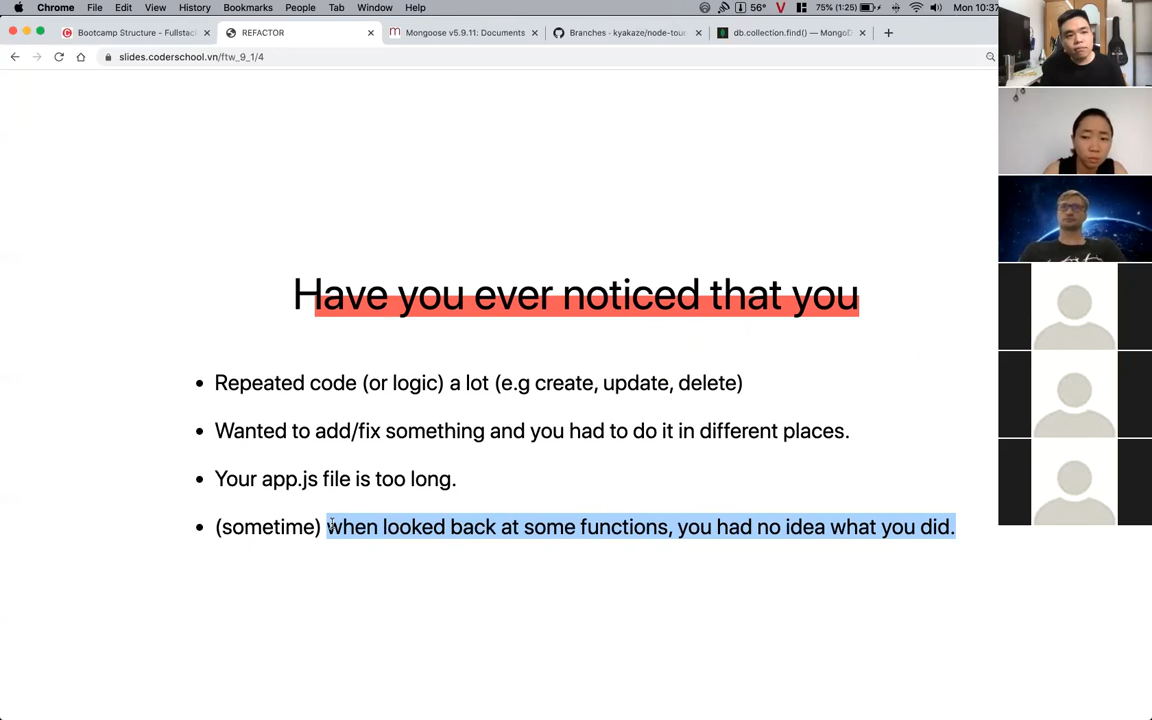 Chrome File Edit View History Bookmarks People Tab Window Help 56° 75% (1:25) Mon 10:37
Bootcamp Structure - Fullstac
REFACTOR
Mongoose v5.9.11: Documents
Branches · kyakaze/node-tour
db.collection.find() — MongoD
slides.coderschool.vn/ftw_9_1/4
Have you ever noticed that you
Repeated code (or logic) a lot (e.g create, update, delete)
Wanted to add/fix something and you had to do it in different places.
Your app.js file is too long.
(sometime) when looked back at some functions, you had no idea what you did.